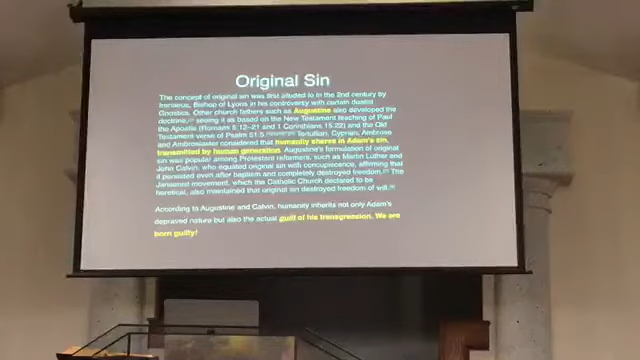 Original Sin
The concept of original sin was first alluded to in the 2nd century by
Irenaeus, Bishop of Lyons in his controversy with certain dualist
Gnostics. Other church fathers such as Augustine also developed the
doctrine, seeing it as based on the New Testament teaching of Paul
the Apostle (Romans 5:12–21 and 1 Corinthians 15:22) and the Old
Testament verse of Psalm 51:5. Tertullian, Cyprian, Ambrose
and Ambrosiaster considered that humanity shares in Adam's sin,
transmitted by human generation. Augustine's formulation of original
sin was popular among Protestant reformers, such as Martin Luther and
John Calvin, who equated original sin with concupiscence, affirming that
it persisted even after baptism and completely destroyed freedom. The
Jansenist movement, which the Catholic Church declared to be
heretical, also maintained that original sin destroyed freedom of will.
According to Augustine and Calvin, humanity inherits not only Adam's
depraved nature but also the actual guilt of his transgression. We are
born guilty!